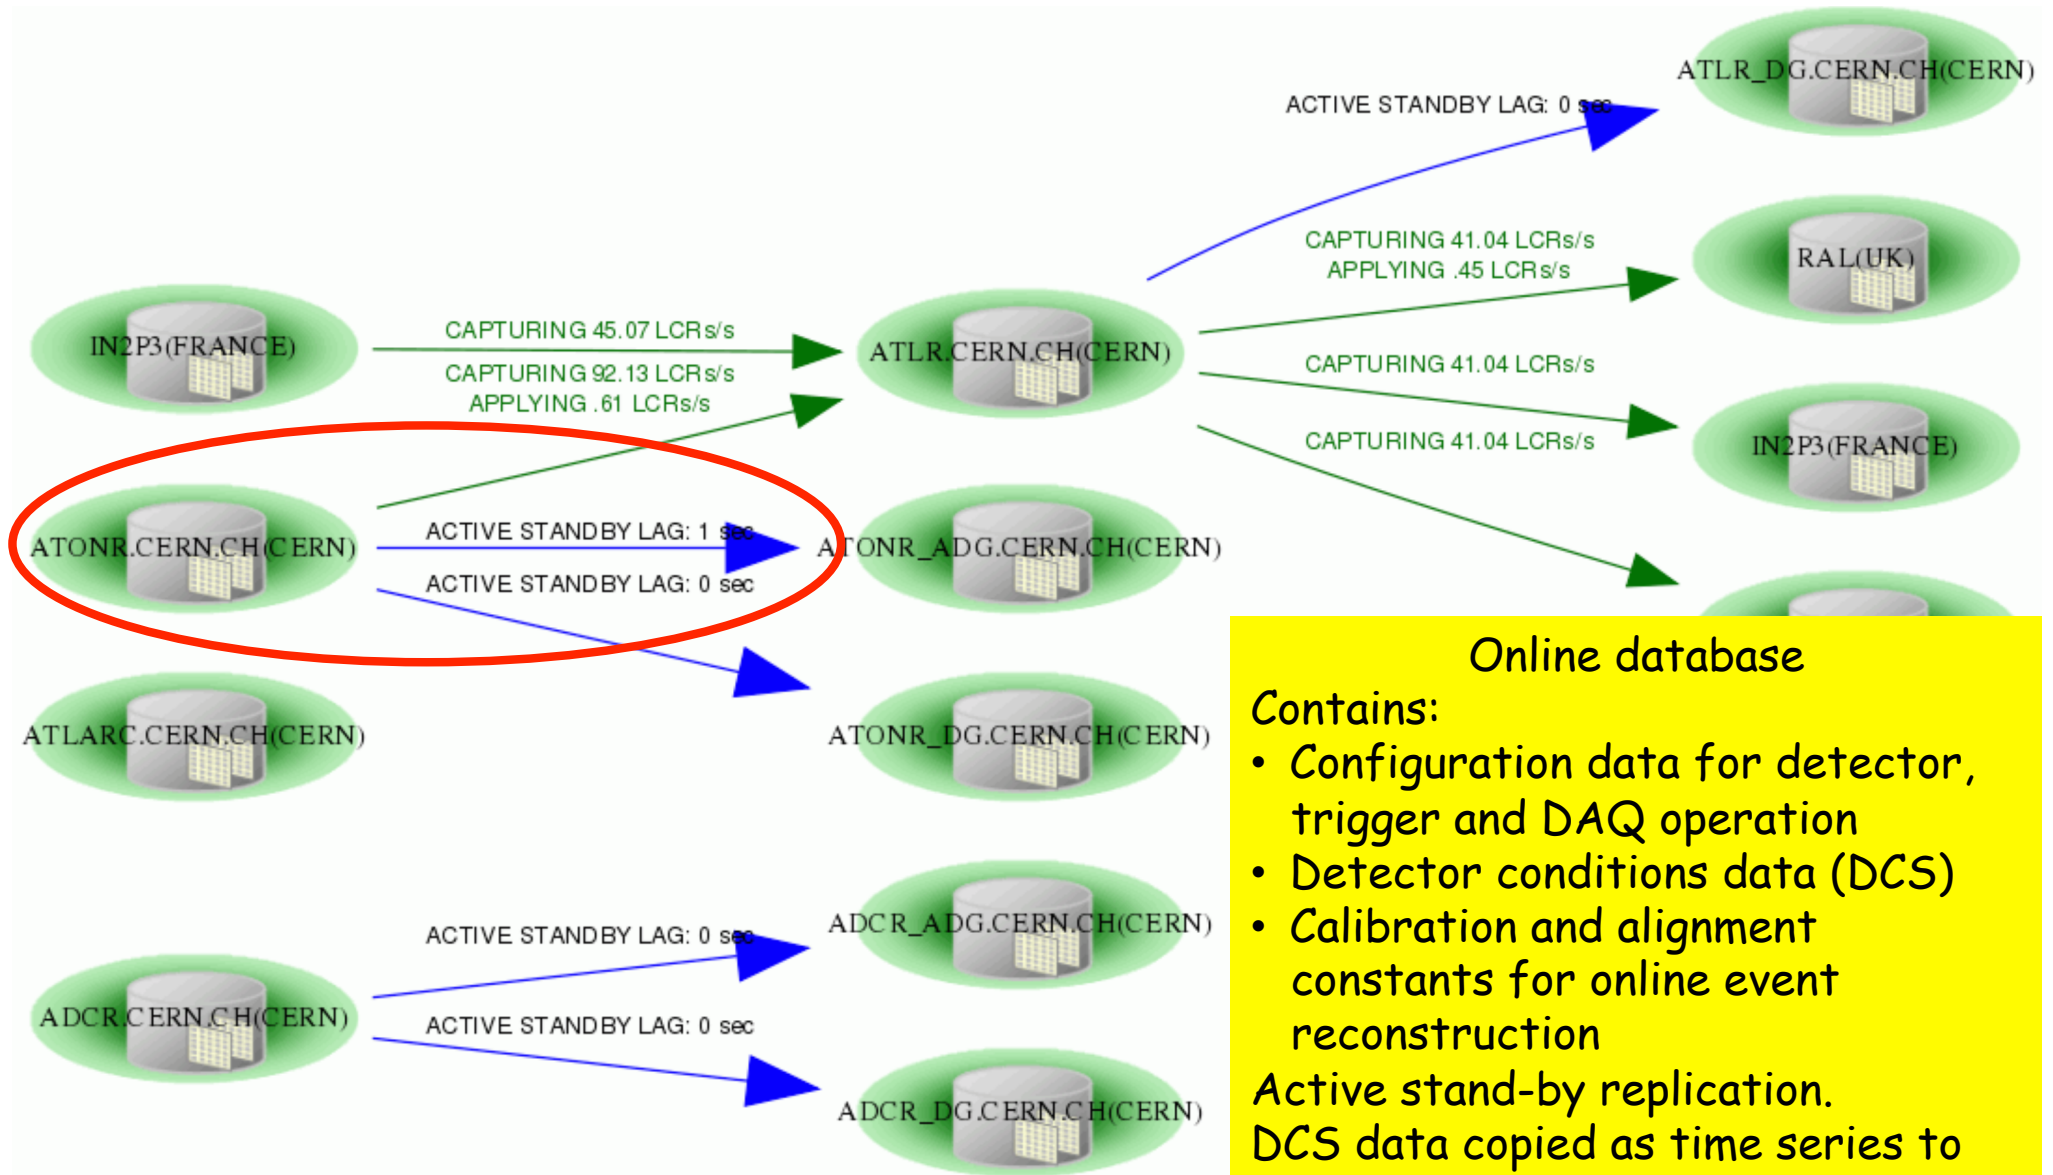 ATLR_DG.CERN.CH(CERN)
ACTIVE STANDBY LAG: 0 sec
CAPTURING 41.04 LCRs/s
APPLYING .45 LCRs/s
RAL(UK)
CAPTURING 45.07 LCRs/s
IN2P3(FRANCE)
ATLR.CERN.CH(CERN)
CAPTURING 92.13 LCRs/s
APPLYING .61 LCRs/s
CAPTURING 41.04 LCRs/s
IN2P3(FRANCE)
CAPTURING 41.04 LCRs/s
ACTIVE STANDBY LAG: 1 sec
ATONR.CERN.CH(CERN)
ATONR_ADG.CERN.CH(CERN)
ACTIVE STANDBY LAG: 0 sec
ATLARC.CERN.CH(CERN)
ATONR_DG.CERN.CH(CERN)
ACTIVE STANDBY LAG: 0 sec
ADCR_ADG.CERN.CH(CERN)
ADCR.CERN.CH(CERN)
ACTIVE STANDBY LAG: 0 sec
ADCR_DG.CERN.CH(CERN)
Online database
Contains:
• Configuration data for detector,
trigger and DAQ operation
• Detector conditions data (DCS)
• Calibration and alignment
constants for online event
reconstruction
Active stand-by replication.
DCS data copied as time series to